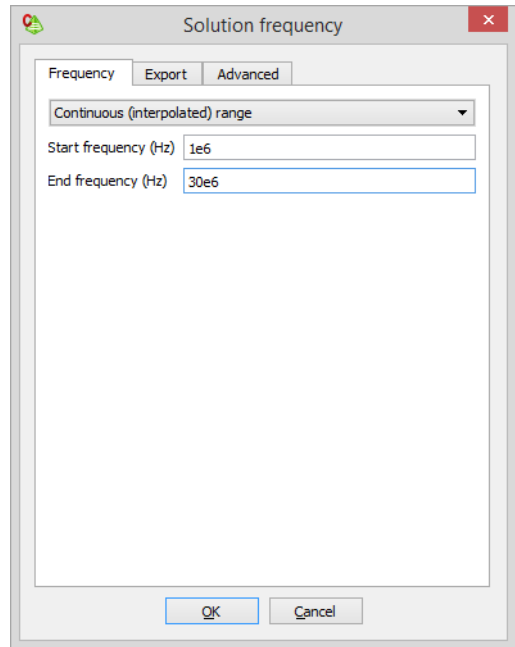 Solution frequency
Frequency Export Advanced
Continuous (interpolated) range
Start frequency (Hz) 1e6
End frequency (Hz) 30e6
OK Cancel